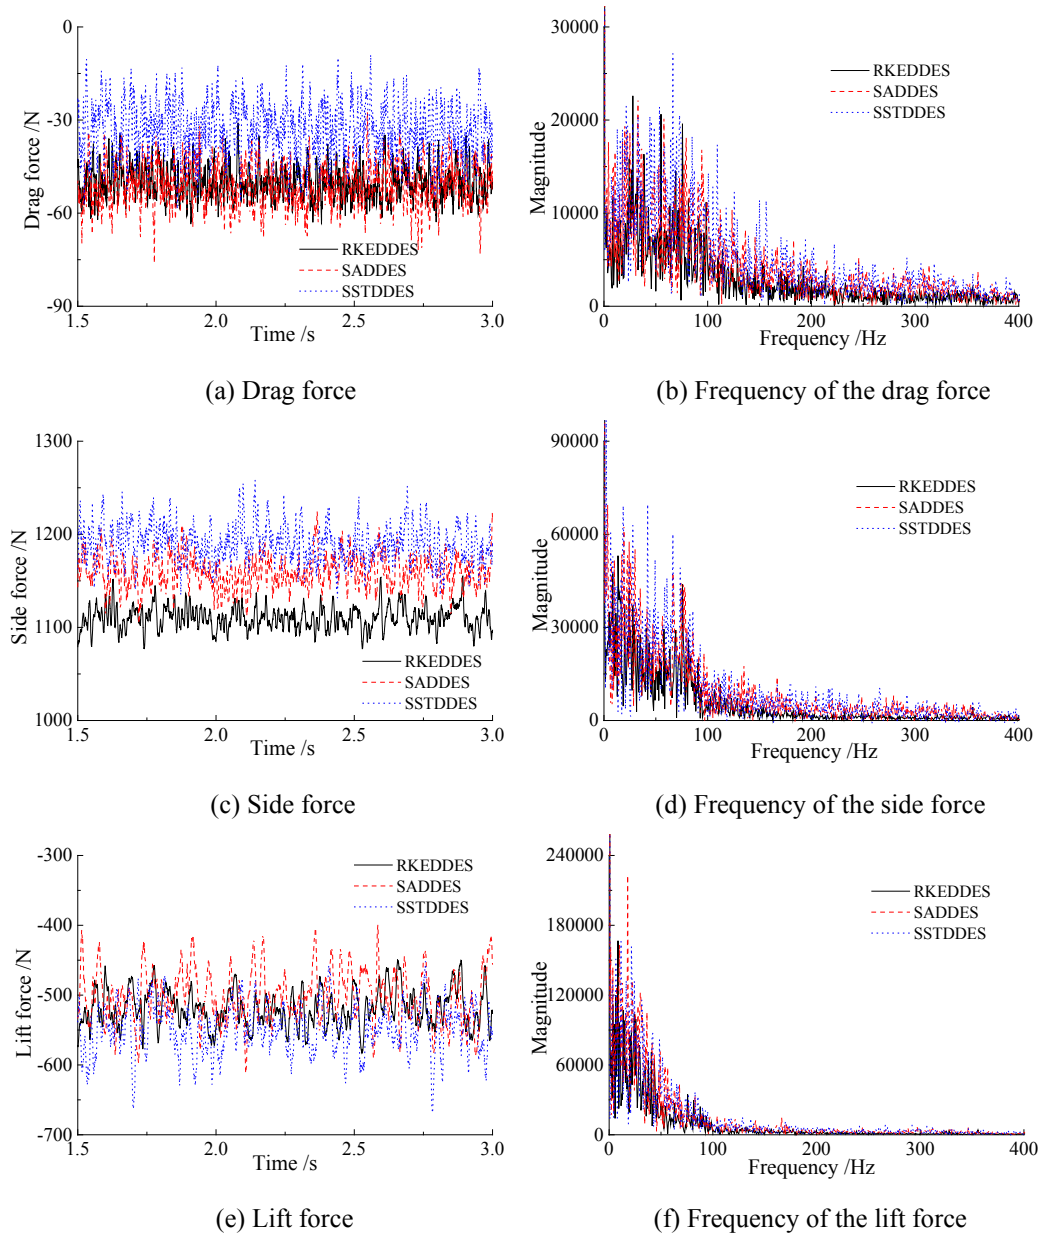 0
-30
-60
-90
Drag force /N
RKEDDES
SADDES
SSTDDES
1.5 2.0 2.5 3.0
Time /s
(a) Drag force
30000
20000
10000
0
Magnitude
RKEDDES
SADDES
SSTDDES
0 100 200 300 400
Frequency /Hz
(b) Frequency of the drag force
1300
1200
1100
1000
Side force /N
RKEDDES
SADDES
SSTDDES
1.5 2.0 2.5 3.0
Time /s
(c) Side force
90000
60000
30000
0
Magnitude
RKEDDES
SADDES
SSTDDES
0 100 200 300 400
Frequency /Hz
(d) Frequency of the side force
-300
-400
-500
-600
-700
Lift force /N
RKEDDES
SADDES
SSTDDES
1.5 2.0 2.5 3.0
Time /s
(e) Lift force
240000
180000
120000
60000
0
Magnitude
RKEDDES
SADDES
SSTDDES
0 100 200 300 400
Frequency /Hz
(f) Frequency of the lift force